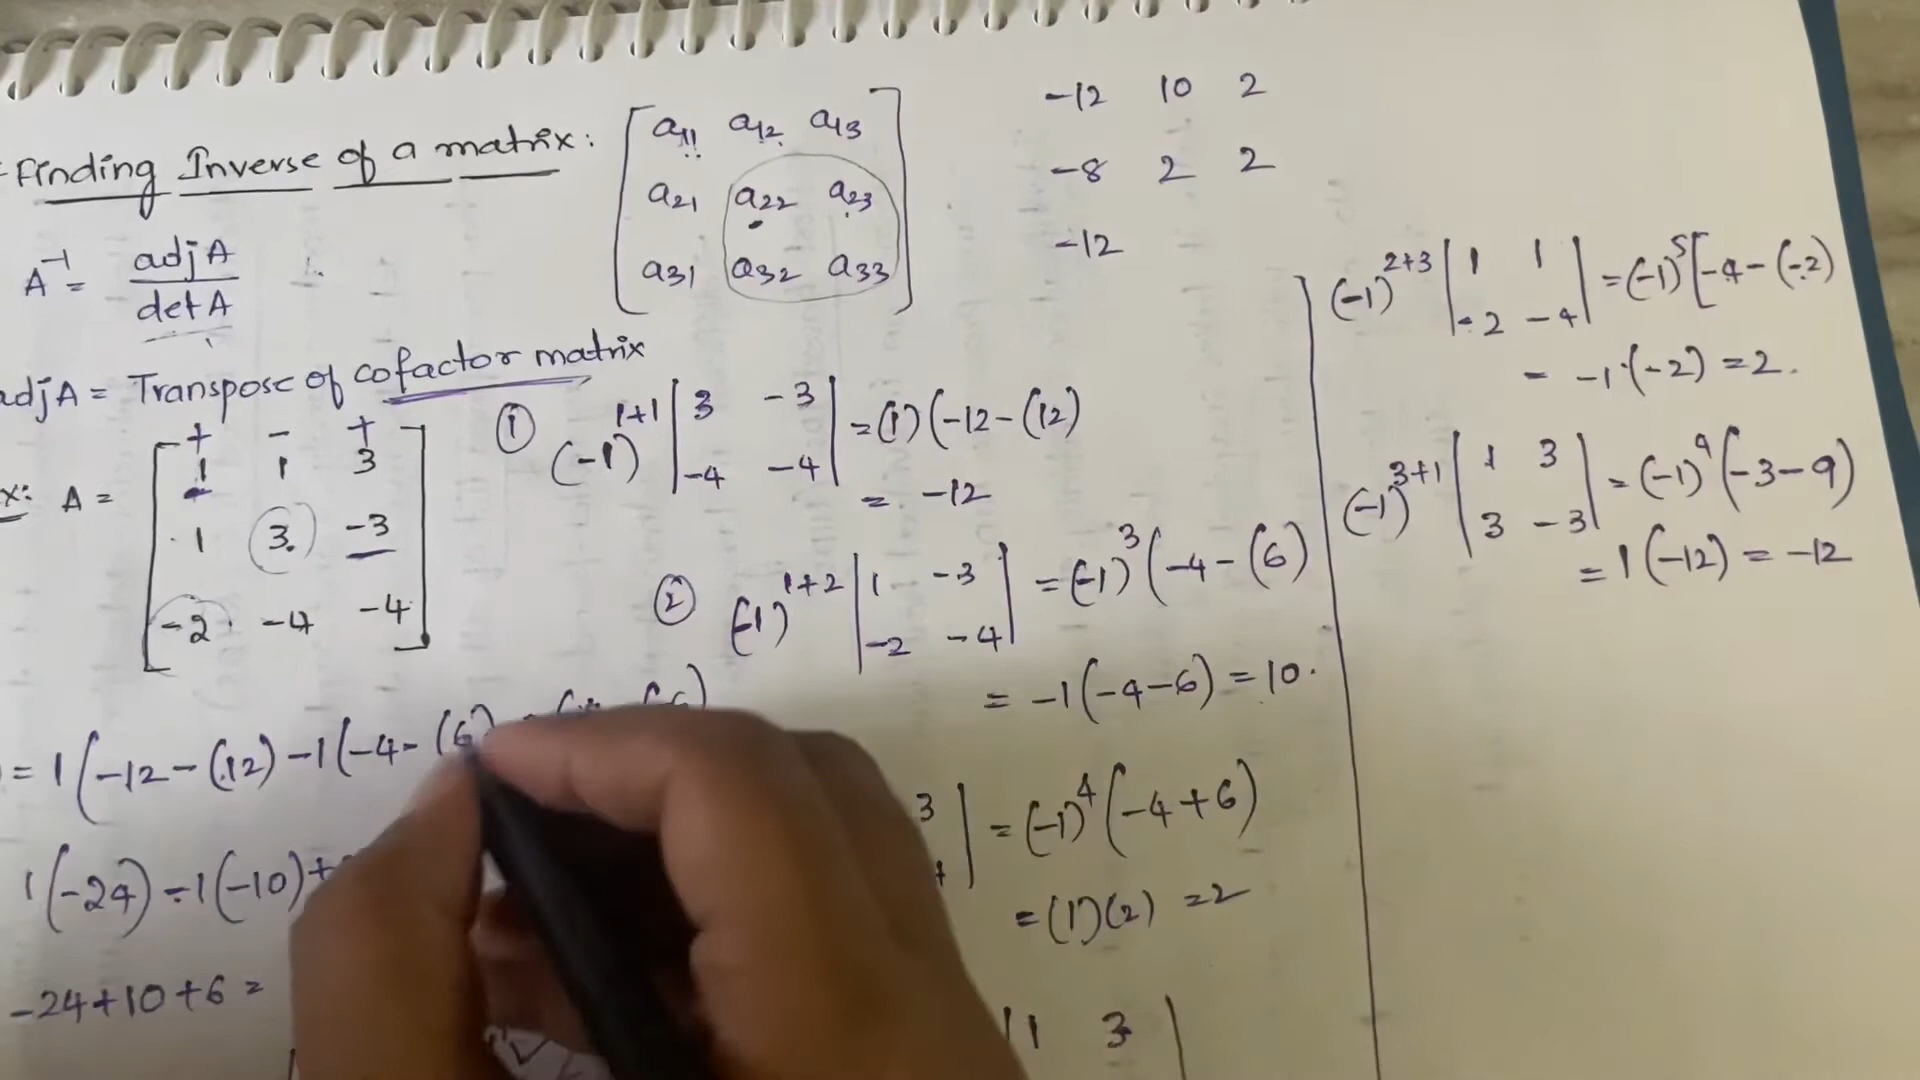 Finding Inverse of a matrix:
a11 a12 a13
a21 a22 a23
a31 a32 a33
-12 10 2
-8 2 2
-12
A^-1 = adj A / det A
adj A = Transpose of cofactor matrix
+ - +
x: A =
1 1 3
1 3 -3
-2 -4 -4
= 1(-12-(12)-1(-4-(6)
1(-24)-1(-10)+
-24+10+6=
① (-1)^1+1 | 3 -3 | = (1)(-12-(12)
| -4 -4 |
= -12
② (-1)^1+2 | 1 -3 | = (-1)^3(-4-(6)
| -2 -4 |
= -1(-4-6) = 10.
3 | = (-1)^4(-4+6)
= (1)(2) = 2
| 1 3 |
(-1)^2+3 | 1 1 | = (-1)^5[-4-(-2)
| -2 -4 |
= -1·(-2) = 2.
(-1)^3+1 | 1 3 | = (-1)^4(-3-9)
| 3 -3 |
= 1(-12) = -12